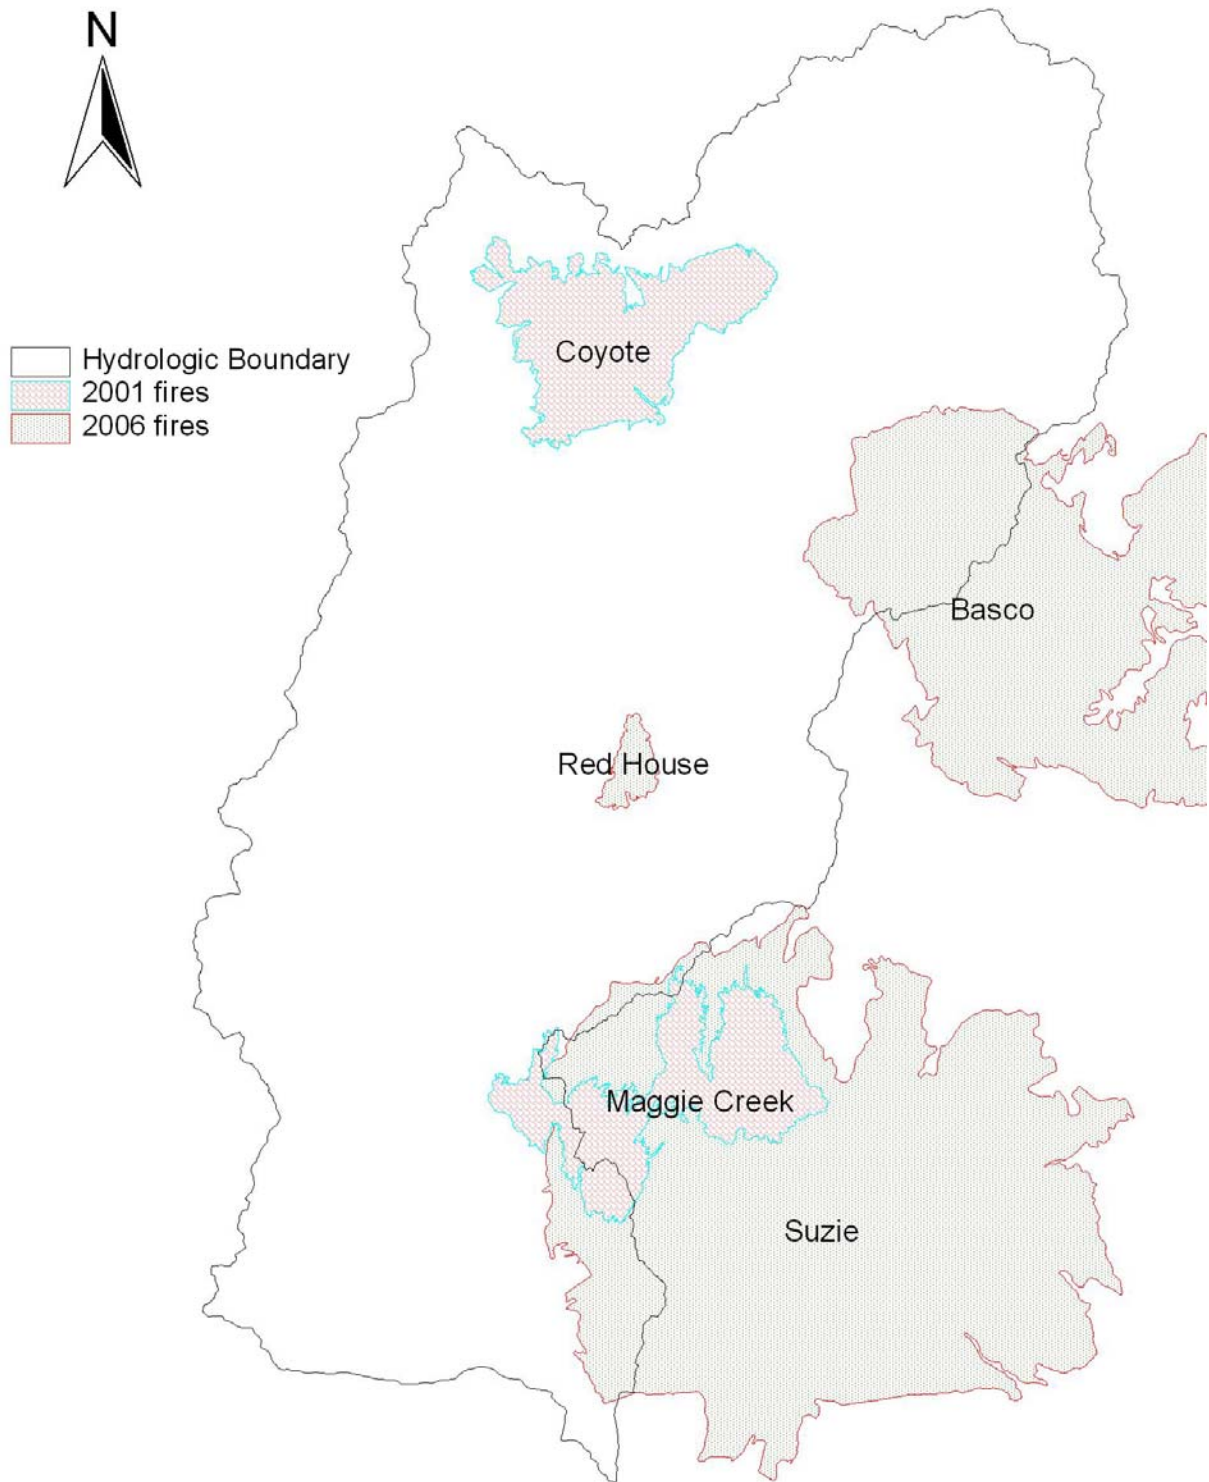 N
Hydrologic Boundary
2001 fires
2006 fires
Coyote
Basco
Red House
Maggie Creek
Suzie